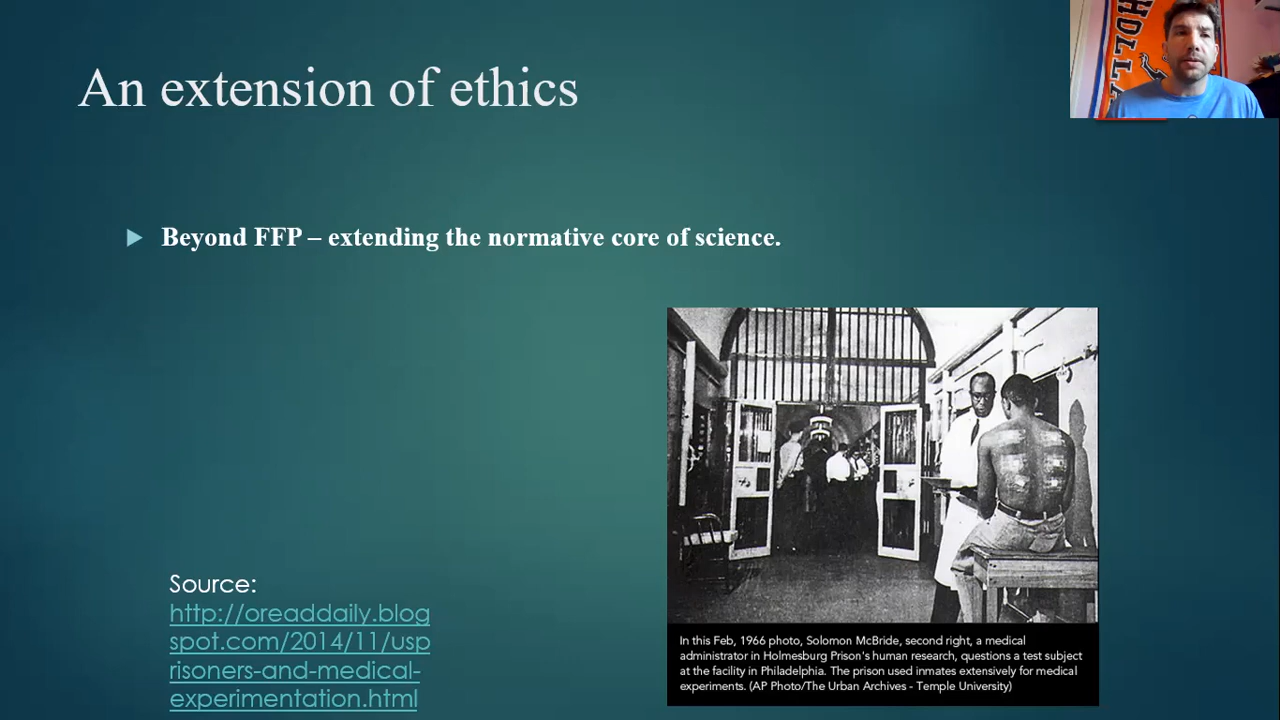 An extension of ethics
Beyond FFP – extending the normative core of science.
Source:
http://oreaddaily.blog
spot.com/2014/11/usp
risoners-and-medical-
experimentation.html
In this Feb, 1966 photo, Solomon McBride, second right, a medical
administrator in Holmesburg Prison's human research, questions a test subject
at the facility in Philadelphia. The prison used inmates extensively for medical
experiments. (AP Photo/The Urban Archives - Temple University)